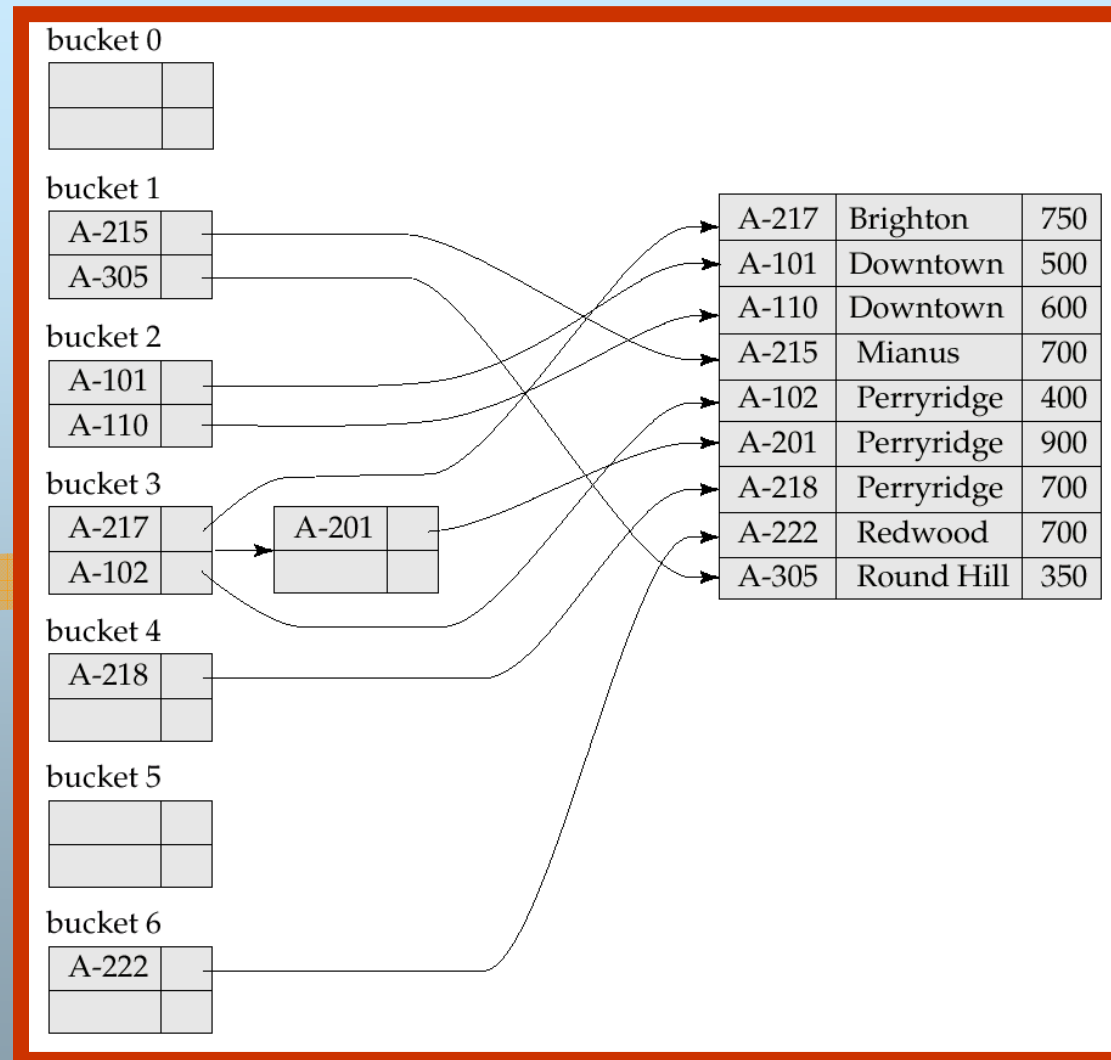 bucket 0
bucket 1
A-215
A-305
bucket 2
A-101
A-110
bucket 3
A-217
A-102
A-201
bucket 4
A-218
bucket 5
bucket 6
A-222
A-217 Brighton 750
A-101 Downtown 500
A-110 Downtown 600
A-215 Mianus 700
A-102 Perryridge 400
A-201 Perryridge 900
A-218 Perryridge 700
A-222 Redwood 700
A-305 Round Hill 350